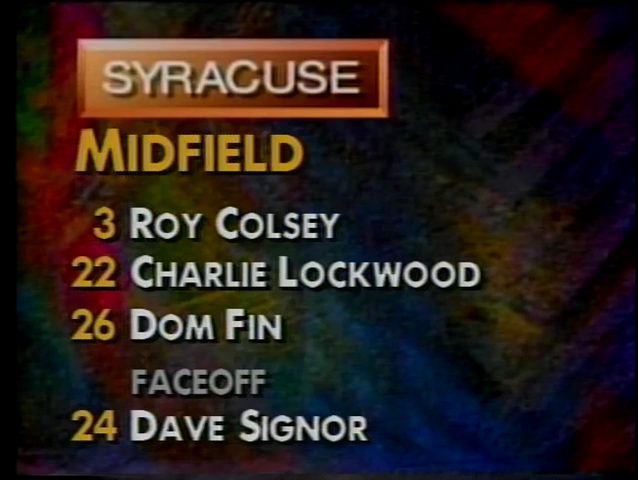 SYRACUSE
MIDFIELD
3 ROY COLSEY
22 CHARLIE LOCKWOOD
26 DOM FIN
FACEOFF
24 DAVE SIGNOR